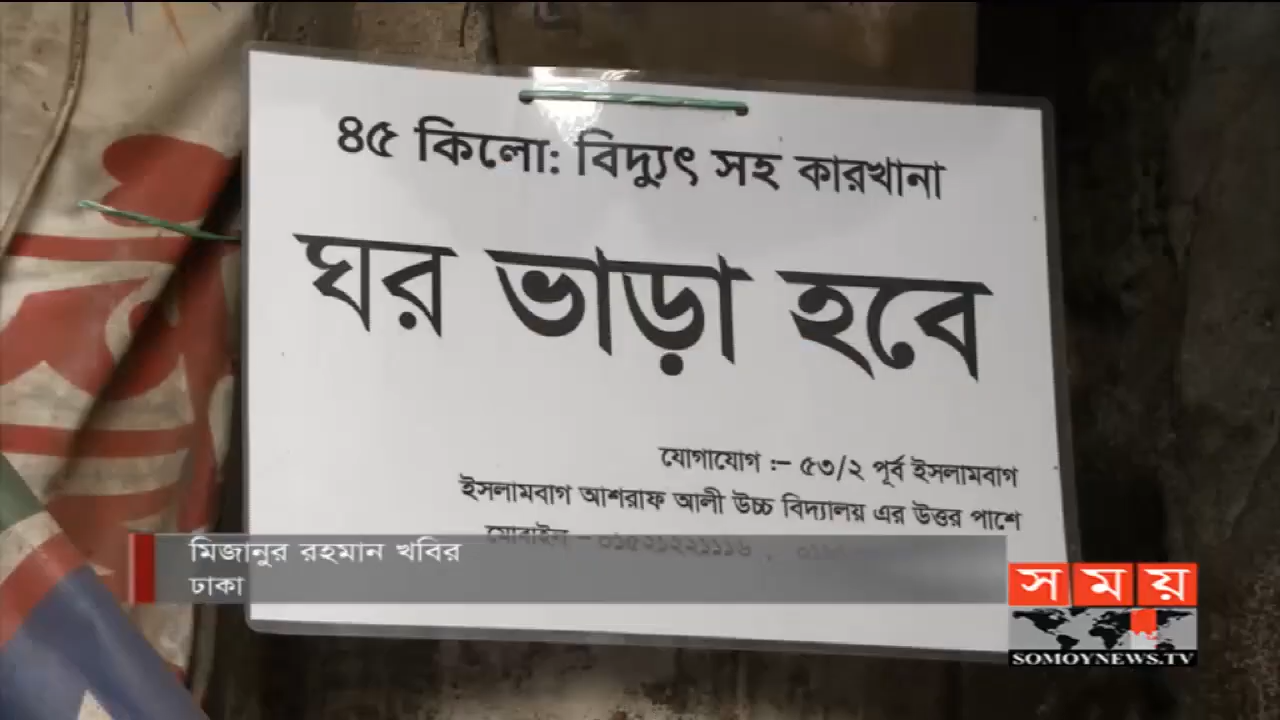 ৪৫ কিলো: বিদ্যুৎ সহ কারখানা
ঘর ভাড়া হবে
যোগাযোগ :– ৫৩/২ পূর্ব ইসলামবাগ
ইসলামবাগ আশরাফ আলী উচ্চ বিদ্যালয় এর উত্তর পাশে
মোবাইল –
মিজানুর রহমান খবির
ঢাকা
সময়
SOMOYNEWS.TV